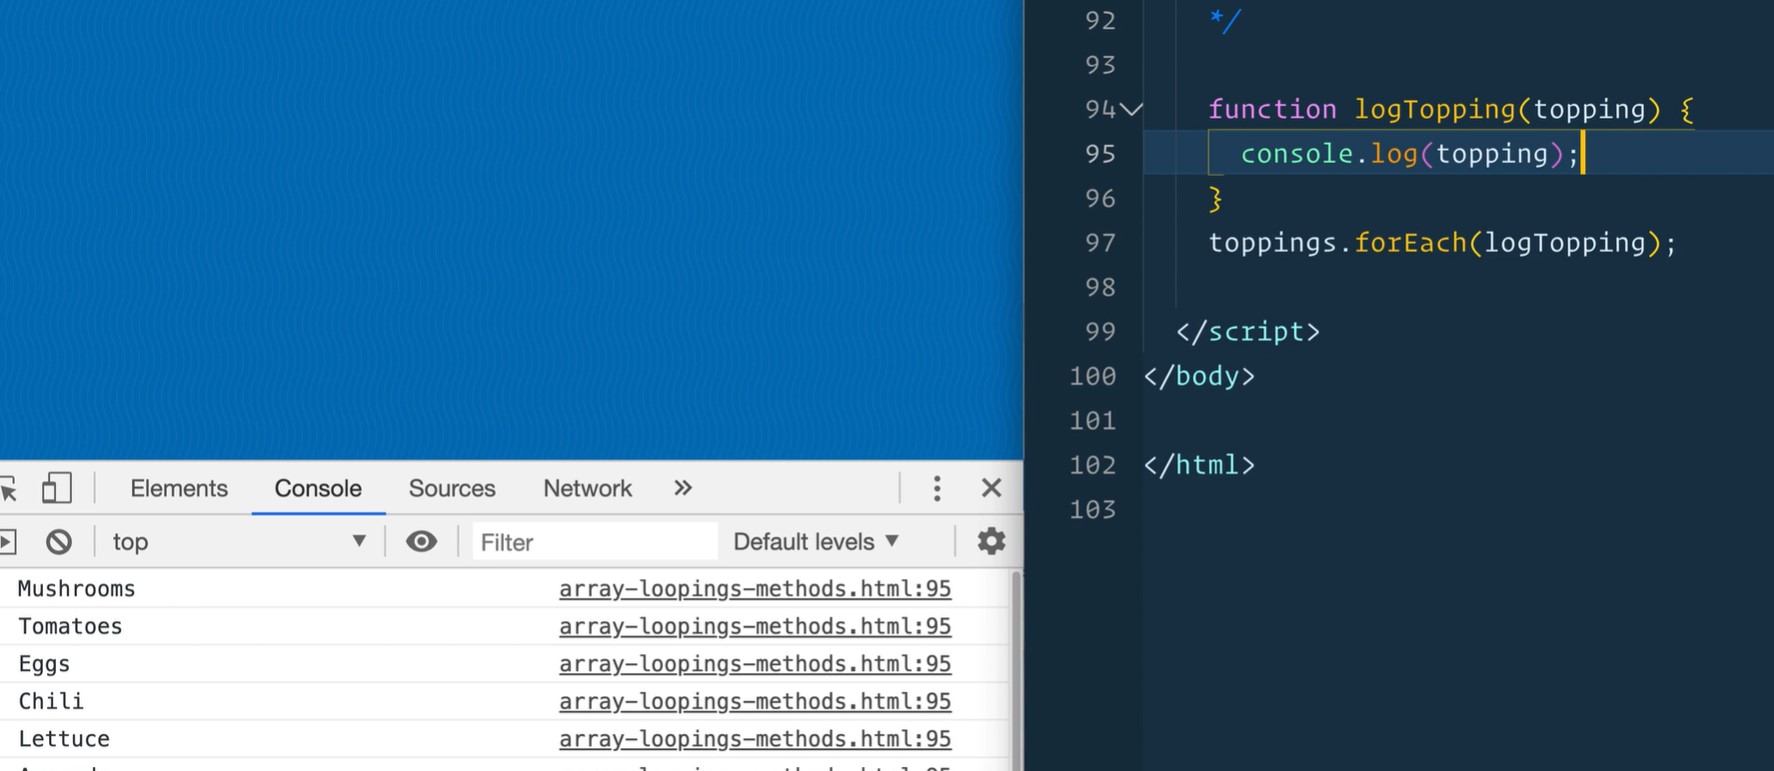 Elements Console Sources Network »
top Filter Default levels
Mushrooms array-loopings-methods.html:95
Tomatoes array-loopings-methods.html:95
Eggs array-loopings-methods.html:95
Chili array-loopings-methods.html:95
Lettuce array-loopings-methods.html:95
92 */
93
94 function logTopping(topping) {
95 console.log(topping);
96 }
97 toppings.forEach(logTopping);
98
99 </script>
100 </body>
101
102 </html>
103